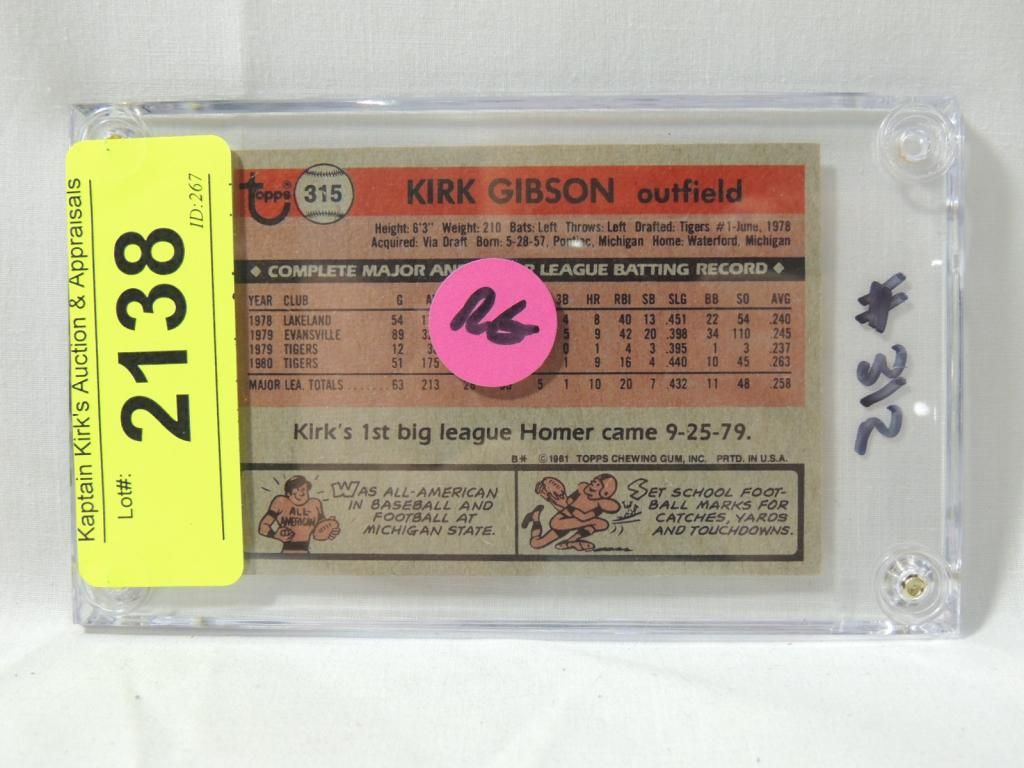 Kaptain Kirk's Auction & Appraisals
Lot#:
2138
ID:267
topps®
315
KIRK GIBSON outfield
Height: 6'3" Weight: 210 Bats: Left Throws: Left Drafted: Tigers #1-June, 1978
Acquired: Via Draft Born: 5-28-57, Pontiac, Michigan Home: Waterford, Michigan
◆ COMPLETE MAJOR AN LEAGUE BATTING RECORD ◆
YEAR CLUB G 3B HR RBI SB SLG BB SO AVG
1978 LAKELAND 54 4 8 40 13 .451 22 54 .240
1979 EVANSVILLE 89 5 9 42 20 .398 34 110 .245
1979 TIGERS 12 0 1 4 3 .395 1 3 .237
1980 TIGERS 51 175 1 9 16 4 .440 10 45 .263
MAJOR LEA. TOTALS ....... 63 213 5 1 10 20 7 .432 11 48 .258
RG
Kirk's 1st big league Homer came 9-25-79.
B* ©1981 TOPPS CHEWING GUM, INC. PRTD. IN U.S.A.
ALL-
AMERICAN
WAS ALL-AMERICAN
IN BASEBALL AND
FOOTBALL AT
MICHIGAN STATE.
SET SCHOOL FOOT-
BALL MARKS FOR
CATCHES, YARDS
AND TOUCHDOWNS.
# 213L